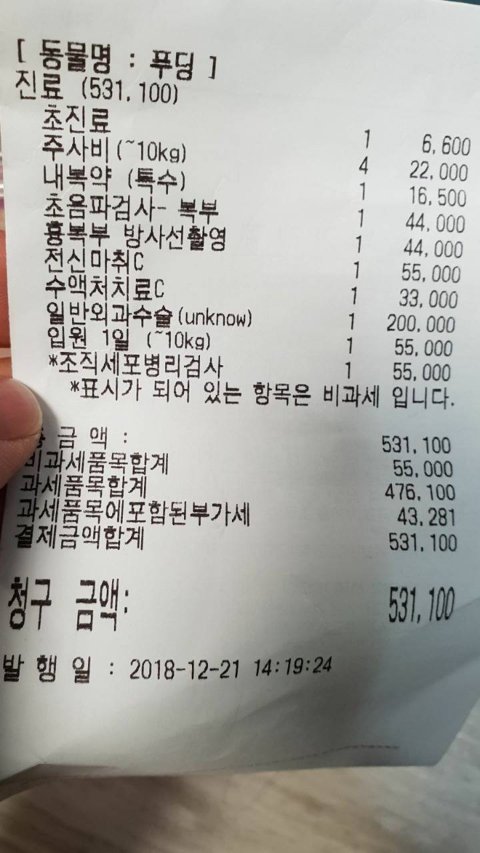 [ 동물명 : 푸딩 ]
진료 (531,100)
초진료 1 6,600
주사비(~10kg) 4 22,000
내복약 (특수) 1 16,500
초음파검사- 복부 1 44,000
흉복부 방사선촬영 1 44,000
전신마취C 1 55,000
수액처치료C 1 33,000
일반외과수술(unknow) 1 200,000
입원 1일 (~10kg) 1 55,000
*조직세포병리검사 1 55,000
*표시가 되어 있는 항목은 비과세 입니다.
금 액 : 531,100
비과세품목합계 55,000
과세품목합계 476,100
과세품목에포함된부가세 43,281
결제금액합계 531,100
청구 금액: 531,100
발 행 일 : 2018-12-21 14:19:24